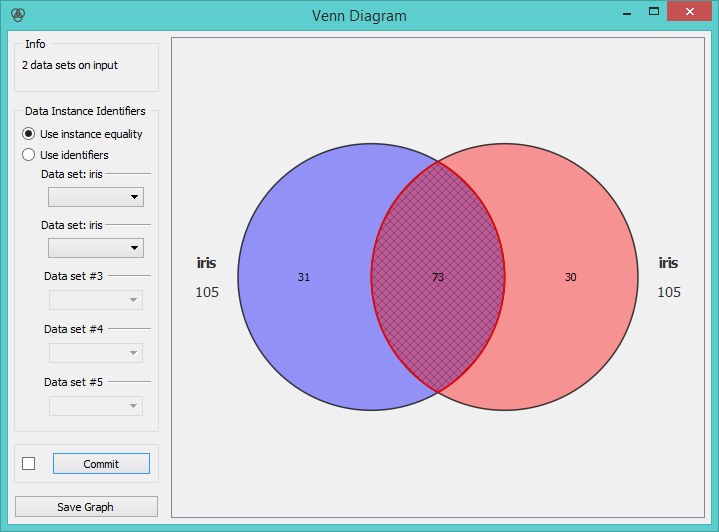 Venn Diagram
Info
2 data sets on input
Data Instance Identifiers
Use instance equality
Use identifiers
Data set: iris
Data set: iris
Data set #3
Data set #4
Data set #5
Commit
Save Graph
iris
105
31
73
30
iris
105